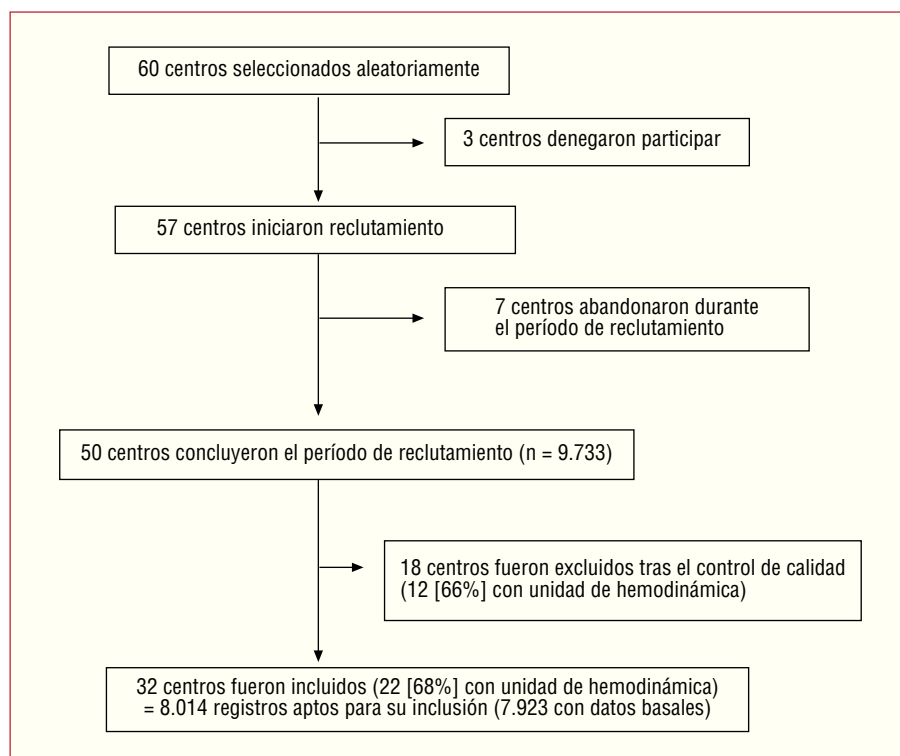 60 centros seleccionados aleatoriamente
3 centros denegaron participar
57 centros iniciaron reclutamiento
7 centros abandonaron durante
el período de reclutamiento
50 centros concluyeron el período de reclutamiento (n = 9.733)
18 centros fueron excluidos tras el control de calidad
(12 [66%] con unidad de hemodinámica)
32 centros fueron incluidos (22 [68%] con unidad de hemodinámica)
= 8.014 registros aptos para su inclusión (7.923 con datos basales)